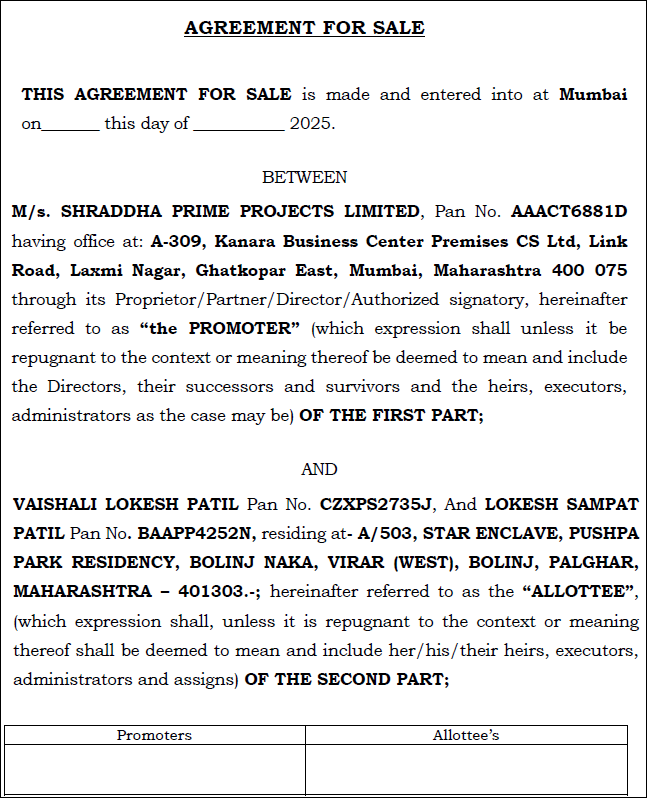 AGREEMENT FOR SALE
THIS AGREEMENT FOR SALE is made and entered into at Mumbai
on______ this day of __________ 2025.
BETWEEN
M/s. SHRADDHA PRIME PROJECTS LIMITED, Pan No. AAACT6881D
having office at: A-309, Kanara Business Center Premises CS Ltd, Link
Road, Laxmi Nagar, Ghatkopar East, Mumbai, Maharashtra 400 075
through its Proprietor/Partner/Director/Authorized signatory, hereinafter
referred to as “the PROMOTER” (which expression shall unless it be
repugnant to the context or meaning thereof be deemed to mean and include
the Directors, their successors and survivors and the heirs, executors,
administrators as the case may be) OF THE FIRST PART;
AND
VAISHALI LOKESH PATIL Pan No. CZXPS2735J, And LOKESH SAMPAT
PATIL Pan No. BAAPP4252N, residing at- A/503, STAR ENCLAVE, PUSHPA
PARK RESIDENCY, BOLINJ NAKA, VIRAR (WEST), BOLINJ, PALGHAR,
MAHARASHTRA – 401303.-; hereinafter referred to as the “ALLOTTEE”,
(which expression shall, unless it is repugnant to the context or meaning
thereof shall be deemed to mean and include her/his/their heirs, executors,
administrators and assigns) OF THE SECOND PART;
Promoters Allottee’s